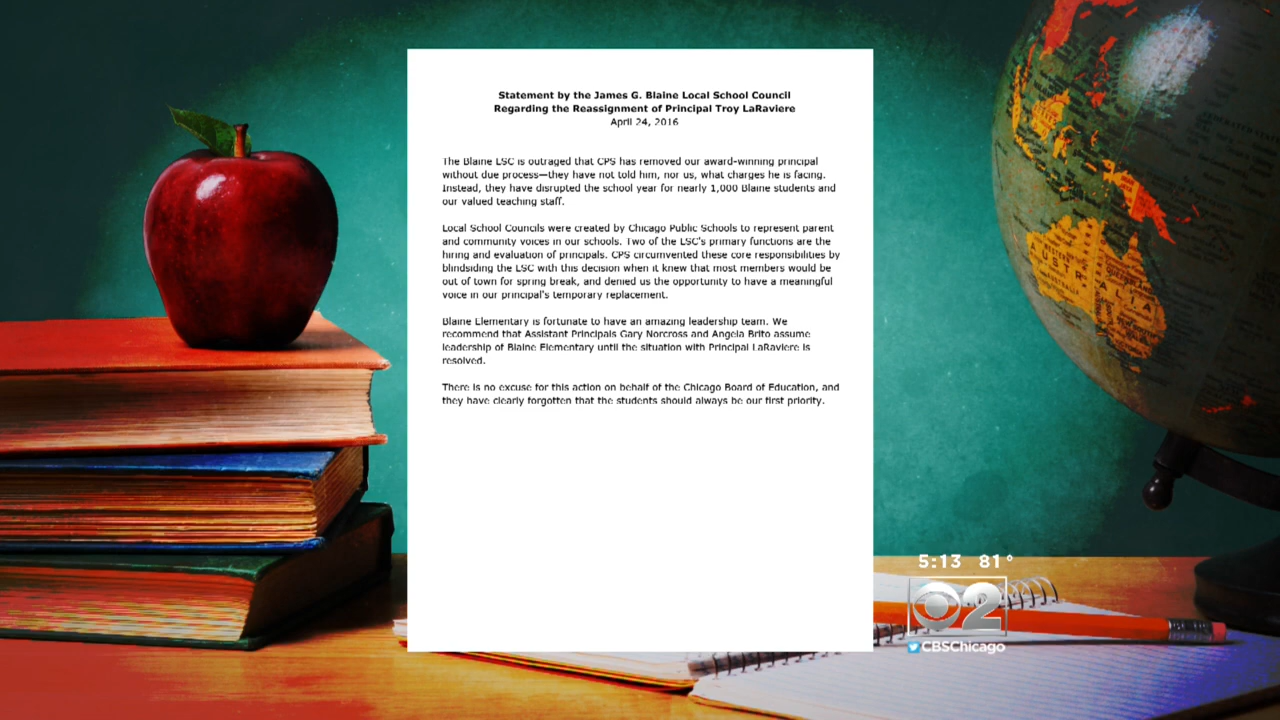 Statement by the James G. Blaine Local School Council
Regarding the Reassignment of Principal Troy LaRaviere
April 24, 2016
The Blaine LSC is outraged that CPS has removed our award-winning principal
without due process—they have not told him, nor us, what charges he is facing.
Instead, they have disrupted the school year for nearly 1,000 Blaine students and
our valued teaching staff.
Local School Councils were created by Chicago Public Schools to represent parent
and community voices in our schools. Two of the LSC's primary functions are the
hiring and evaluation of principals. CPS circumvented these core responsibilities by
blindsiding the LSC with this decision when it knew that most members would be
out of town for spring break, and denied us the opportunity to have a meaningful
voice in our principal's temporary replacement.
Blaine Elementary is fortunate to have an amazing leadership team. We
recommend that Assistant Principals Gary Norcross and Angela Brito assume
leadership of Blaine Elementary until the situation with Principal LaRaviere is
resolved.
There is no excuse for this action on behalf of the Chicago Board of Education, and
they have clearly forgotten that the students should always be our first priority.
5:13 81°
2
CBSChicago